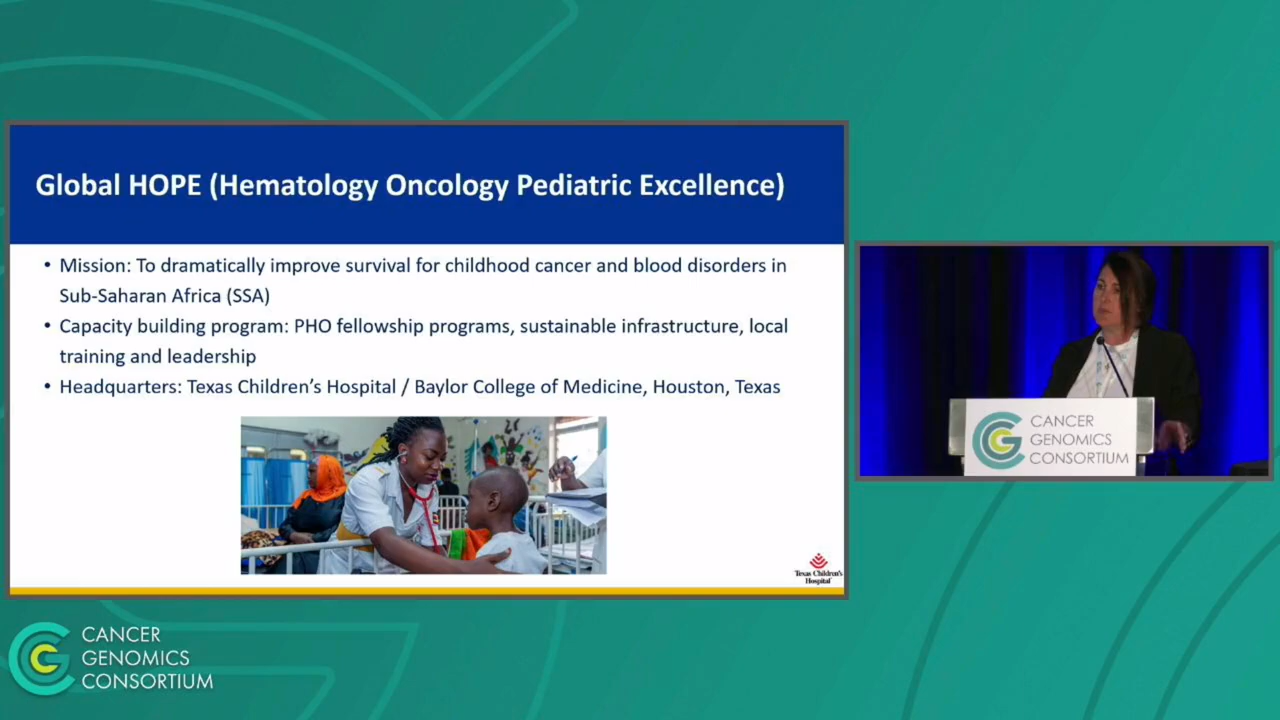 Global HOPE (Hematology Oncology Pediatric Excellence)
• Mission: To dramatically improve survival for childhood cancer and blood disorders in
Sub-Saharan Africa (SSA)
• Capacity building program: PHO fellowship programs, sustainable infrastructure, local
training and leadership
• Headquarters: Texas Children’s Hospital / Baylor College of Medicine, Houston, Texas
Texas Children's
Hospital
CANCER
GENOMICS
CONSORTIUM
CANCER
GENOMICS
CONSORTIUM